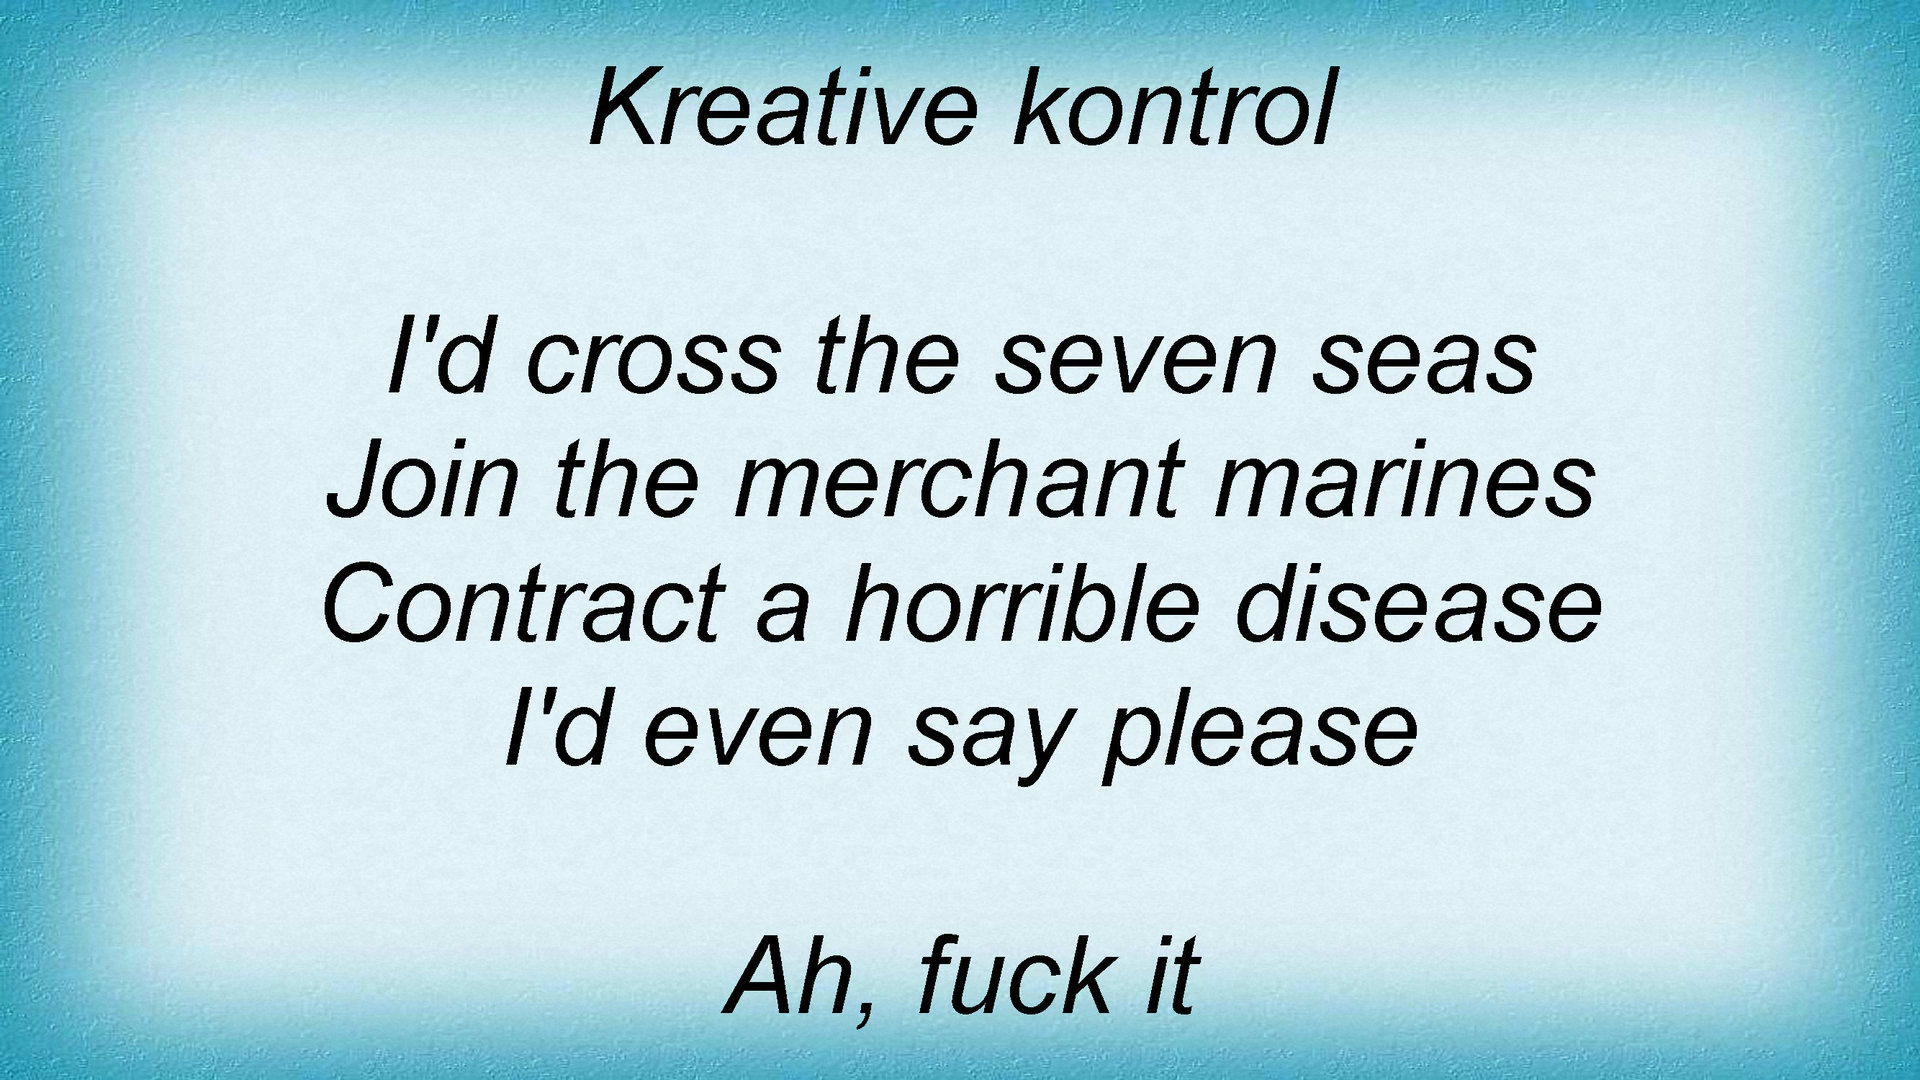 Kreative kontrol
I'd cross the seven seas
Join the merchant marines
Contract a horrible disease
I'd even say please
Ah, fuck it